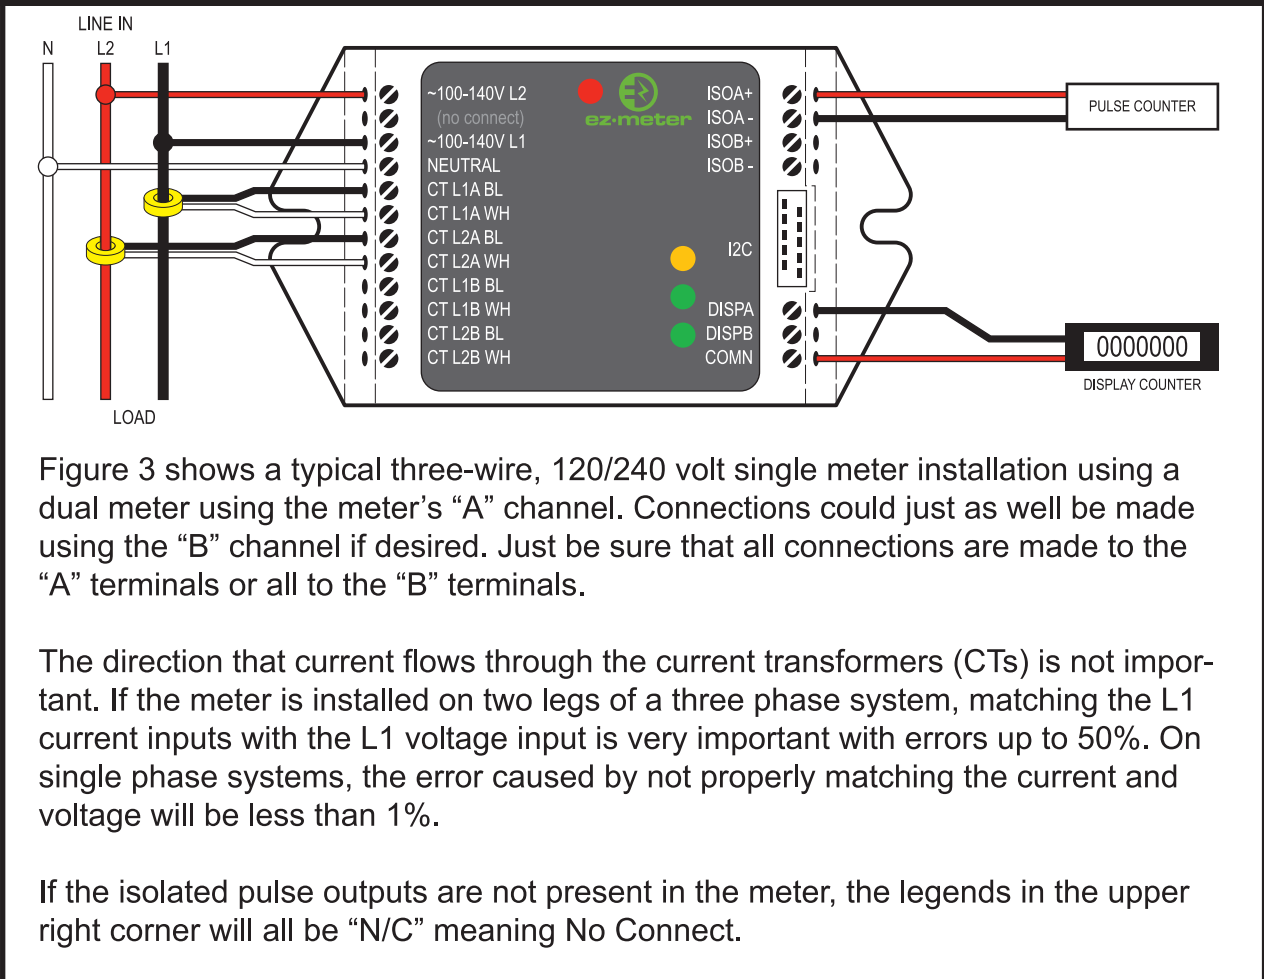 LINE IN
N
L2
L1
~100-140V L2
(no connect)
~100-140V L1
NEUTRAL
CT L1A BL
CT L1A WH
CT L2A BL
CT L2A WH
CT L1B BL
CT L1B WH
CT L2B BL
CT L2B WH
ez·meter
ISOA+
ISOA -
ISOB+
ISOB -
I2C
DISPA
DISPB
COMN
PULSE COUNTER
0000000
DISPLAY COUNTER
LOAD
Figure 3 shows a typical three-wire, 120/240 volt single meter installation using a
dual meter using the meter’s “A” channel. Connections could just as well be made
using the “B” channel if desired. Just be sure that all connections are made to the
“A” terminals or all to the “B” terminals.
The direction that current flows through the current transformers (CTs) is not impor-
tant. If the meter is installed on two legs of a three phase system, matching the L1
current inputs with the L1 voltage input is very important with errors up to 50%. On
single phase systems, the error caused by not properly matching the current and
voltage will be less than 1%.
If the isolated pulse outputs are not present in the meter, the legends in the upper
right corner will all be “N/C” meaning No Connect.